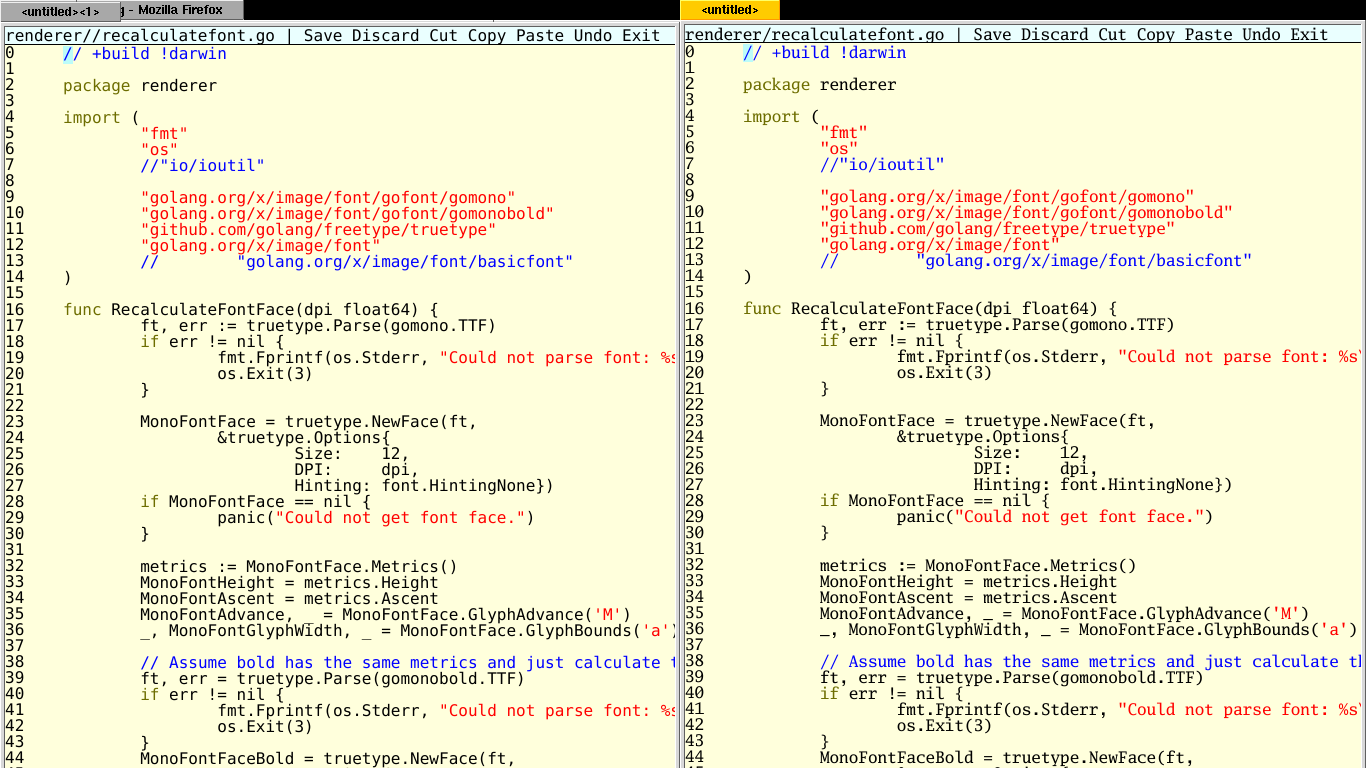 <untitled><1>
g - Mozilla Firefox
renderer//recalculatefont.go | Save Discard Cut Copy Paste Undo Exit
0 // +build !darwin
1
2 package renderer
3
4 import (
5 "fmt"
6 "os"
7 //"io/ioutil"
8
9 "golang.org/x/image/font/gofont/gomono"
10 "golang.org/x/image/font/gofont/gomonobold"
11 "github.com/golang/freetype/truetype"
12 "golang.org/x/image/font"
13 // "golang.org/x/image/font/basicfont"
14 )
15
16 func RecalculateFontFace(dpi float64) {
17 ft, err := truetype.Parse(gomono.TTF)
18 if err != nil {
19 fmt.Fprintf(os.Stderr, "Could not parse font: %s
20 os.Exit(3)
21 }
22
23 MonoFontFace = truetype.NewFace(ft,
24 &truetype.Options{
25 Size: 12,
26 DPI: dpi,
27 Hinting: font.HintingNone})
28 if MonoFontFace == nil {
29 panic("Could not get font face.")
30 }
31
32 metrics := MonoFontFace.Metrics()
33 MonoFontHeight = metrics.Height
34 MonoFontAscent = metrics.Ascent
35 MonoFontAdvance, _ = MonoFontFace.GlyphAdvance('M')
36 _, MonoFontGlyphWidth, _ = MonoFontFace.GlyphBounds('a')
37
38 // Assume bold has the same metrics and just calculate t
39 ft, err = truetype.Parse(gomonobold.TTF)
40 if err != nil {
41 fmt.Fprintf(os.Stderr, "Could not parse font: %s
42 os.Exit(3)
43 }
44 MonoFontFaceBold = truetype.NewFace(ft,
<untitled>
renderer/recalculatefont.go | Save Discard Cut Copy Paste Undo Exit
0 // +build !darwin
1
2 package renderer
3
4 import (
5 "fmt"
6 "os"
7 //"io/ioutil"
8
9 "golang.org/x/image/font/gofont/gomono"
10 "golang.org/x/image/font/gofont/gomonobold"
11 "github.com/golang/freetype/truetype"
12 "golang.org/x/image/font"
13 // "golang.org/x/image/font/basicfont"
14 )
15
16 func RecalculateFontFace(dpi float64) {
17 ft, err := truetype.Parse(gomono.TTF)
18 if err != nil {
19 fmt.Fprintf(os.Stderr, "Could not parse font: %s\
20 os.Exit(3)
21 }
22
23 MonoFontFace = truetype.NewFace(ft,
24 &truetype.Options{
25 Size: 12,
26 DPI: dpi,
27 Hinting: font.HintingNone})
28 if MonoFontFace == nil {
29 panic("Could not get font face.")
30 }
31
32 metrics := MonoFontFace.Metrics()
33 MonoFontHeight = metrics.Height
34 MonoFontAscent = metrics.Ascent
35 MonoFontAdvance, _ = MonoFontFace.GlyphAdvance('M')
36 _, MonoFontGlyphWidth, _ = MonoFontFace.GlyphBounds('a')
37
38 // Assume bold has the same metrics and just calculate t
39 ft, err = truetype.Parse(gomonobold.TTF)
40 if err != nil {
41 fmt.Fprintf(os.Stderr, "Could not parse font: %s\
42 os.Exit(3)
43 }
44 MonoFontFaceBold = truetype.NewFace(ft,